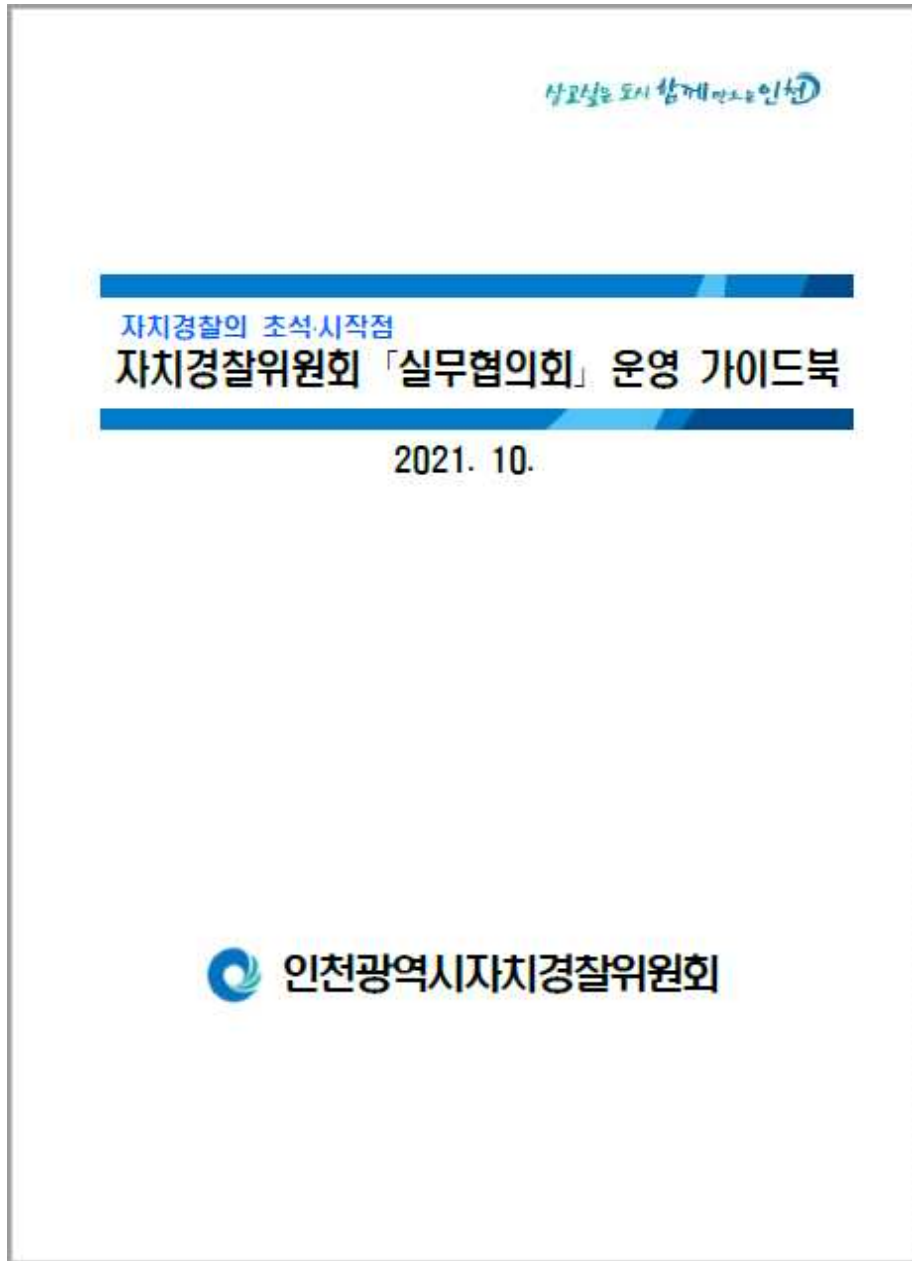 살고싶은 도시 함께 만드는 인천
자치경찰의 초석·시작점
자치경찰위원회 「실무협의회」 운영 가이드북
2021. 10.
인천광역시자치경찰위원회